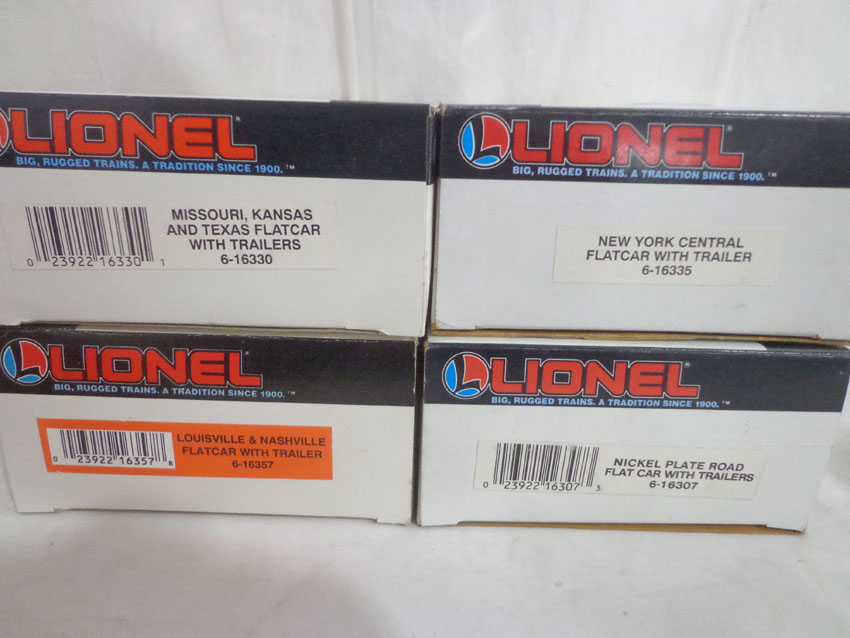 LIONEL
BIG, RUGGED TRAINS. A TRADITION SINCE 1900.™
MISSOURI, KANSAS
AND TEXAS FLATCAR
WITH TRAILERS
6-16330
0 23922 16330 1
L LIONEL
BIG, RUGGED TRAINS. A TRADITION SINCE 1900.™
NEW YORK CENTRAL
FLATCAR WITH TRAILER
6-16335
L LIONEL
BIG, RUGGED TRAINS. A TRADITION SINCE 1900.™
LOUISVILLE & NASHVILLE
FLATCAR WITH TRAILER
6-16357
0 23922 16357 8
L LIONEL
BIG, RUGGED TRAINS. A TRADITION SINCE 1900.™
NICKEL PLATE ROAD
FLAT CAR WITH TRAILERS
6-16307
0 23922 16307 3